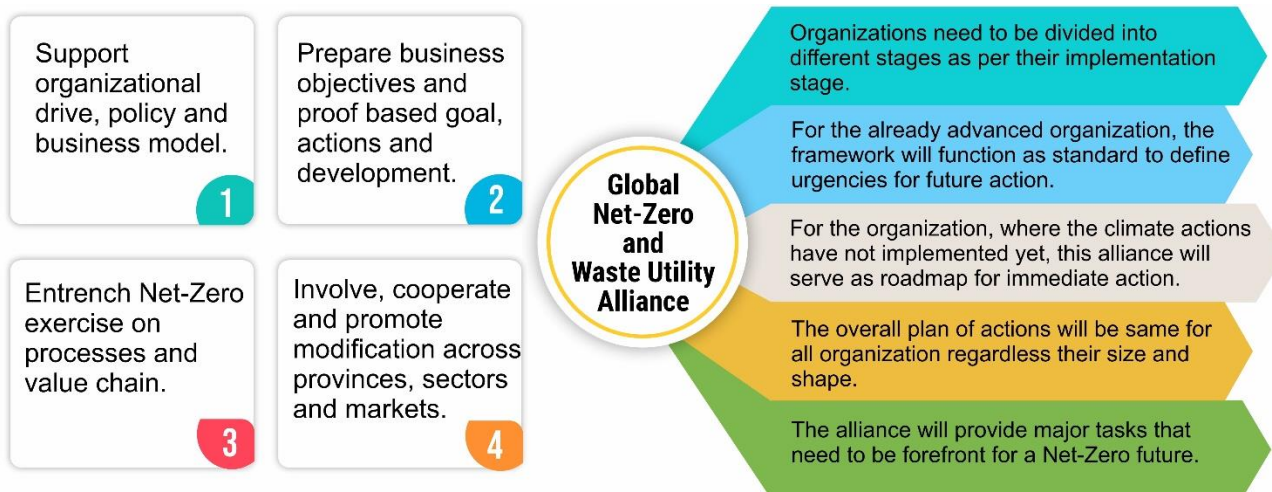 Support
organizational
drive, policy and
business model.
1
Prepare business
objectives and
proof based goal,
actions and
development.
2
Entrench Net-Zero
exercise on
processes and
value chain.
3
Involve, cooperate
and promote
modification across
provinces, sectors
and markets.
4
Global
Net-Zero
and
Waste Utility
Alliance
Organizations need to be divided into
different stages as per their implementation
stage.
For the already advanced organization, the
framework will function as standard to define
urgencies for future action.
For the organization, where the climate actions
have not implemented yet, this alliance will
serve as roadmap for immediate action.
The overall plan of actions will be same for
all organization regardless their size and
shape.
The alliance will provide major tasks that
need to be forefront for a Net-Zero future.